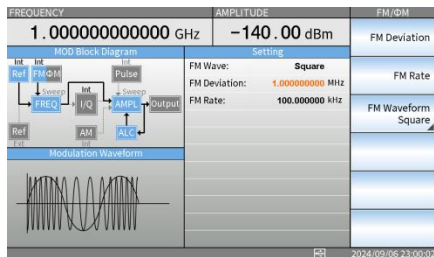 FREQUENCY AMPLITUDE FM/ΦM
1.000000000000 GHz −140.00 dBm
MOD Block Diagram
Int Int Int
Ref FM ΦM Pulse
Sweep Sweep
FREQ I/Q AMPL Output
Int
Ref AM ALC
Ext Int
Modulation Waveform
Setting
FM Wave: Square
FM Deviation: 1.000000000 MHz
FM Rate: 100.000000 kHz
FM Deviation
FM Rate
FM Waveform
Square
2024/09/06 23:00:02